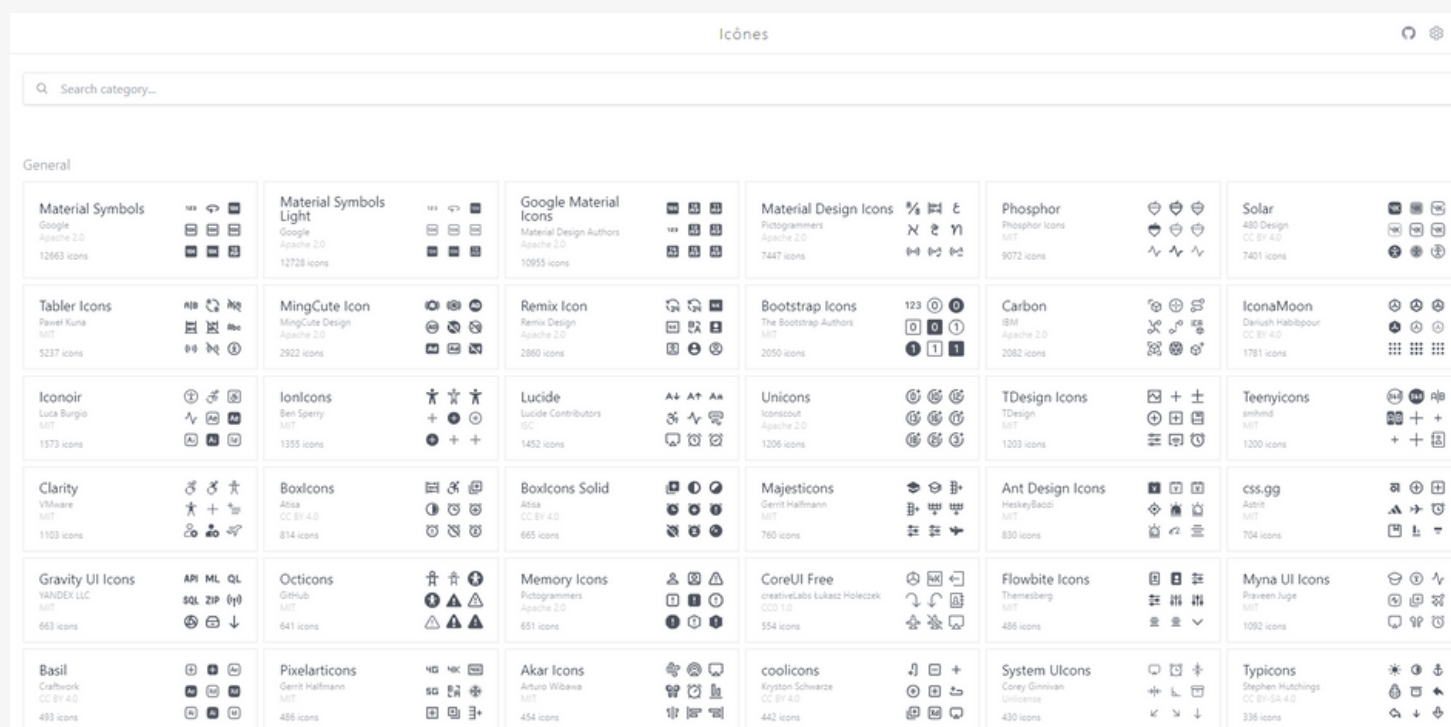 Icônes
Search category...
General
Material Symbols
Google
Apache 2.0
12663 icons
Material Symbols
Light
Google
Apache 2.0
12728 icons
Google Material
Icons
Material Design Authors
Apache 2.0
10955 icons
Material Design Icons
Pictogrammers
Apache 2.0
7447 icons
Phosphor
Phosphor Icons
MIT
9072 icons
Solar
480 Design
CC BY 4.0
7401 icons
Tabler Icons
Paweł Kuna
MIT
5237 icons
MingCute Icon
MingCute Design
Apache 2.0
2922 icons
Remix Icon
Remix Design
Apache 2.0
2860 icons
Bootstrap Icons
The Bootstrap Authors
MIT
2050 icons
Carbon
IBM
Apache 2.0
2082 icons
IconaMoon
Dariush Habibpour
CC BY 4.0
1781 icons
Iconoir
Luca Burgio
MIT
1573 icons
IonIcons
Ben Sperry
MIT
1355 icons
Lucide
Lucide Contributors
ISC
1452 icons
Unicons
Iconscout
Apache 2.0
1206 icons
TDesign Icons
TDesign
MIT
1203 icons
Teenyicons
smhmd
MIT
1200 icons
Clarity
VMware
MIT
1103 icons
BoxIcons
Atisa
CC BY 4.0
814 icons
BoxIcons Solid
Atisa
CC BY 4.0
665 icons
Majesticons
Gerrit Halfmann
MIT
760 icons
Ant Design Icons
HeskeyBaozi
MIT
830 icons
css.gg
Astrit
MIT
704 icons
Gravity UI Icons
YANDEX LLC
MIT
663 icons
API ML QL
SQL ZIP
Octicons
GitHub
MIT
641 icons
Memory Icons
Pictogrammers
Apache 2.0
651 icons
CoreUI Free
creativeLabs Łukasz Holeczek
CC0 1.0
554 icons
Flowbite Icons
Themesberg
MIT
486 icons
Myna UI Icons
Praveen Juge
MIT
1092 icons
Basil
Craftwork
CC BY 4.0
493 icons
Pixelarticons
Gerrit Halfmann
MIT
486 icons
Akar Icons
Arturo Wibawa
MIT
454 icons
coolicons
Kryston Schwarze
CC BY 4.0
442 icons
System UIcons
Corey Ginnivan
Unlicense
430 icons
Typicons
Stephen Hutchings
CC BY-SA 4.0
336 icons